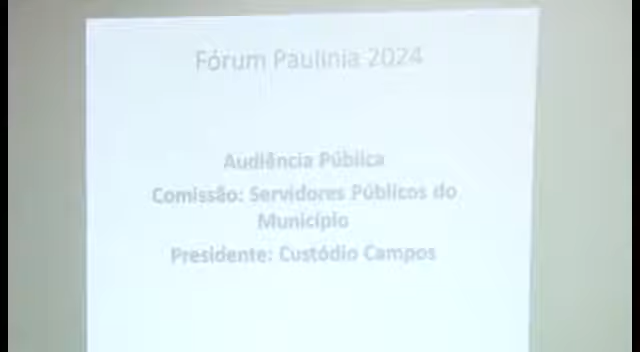 Fórum Paulínia 2024
Audiência Pública
Comissão: Servidores Públicos do
Município
Presidente: Custódio Campos